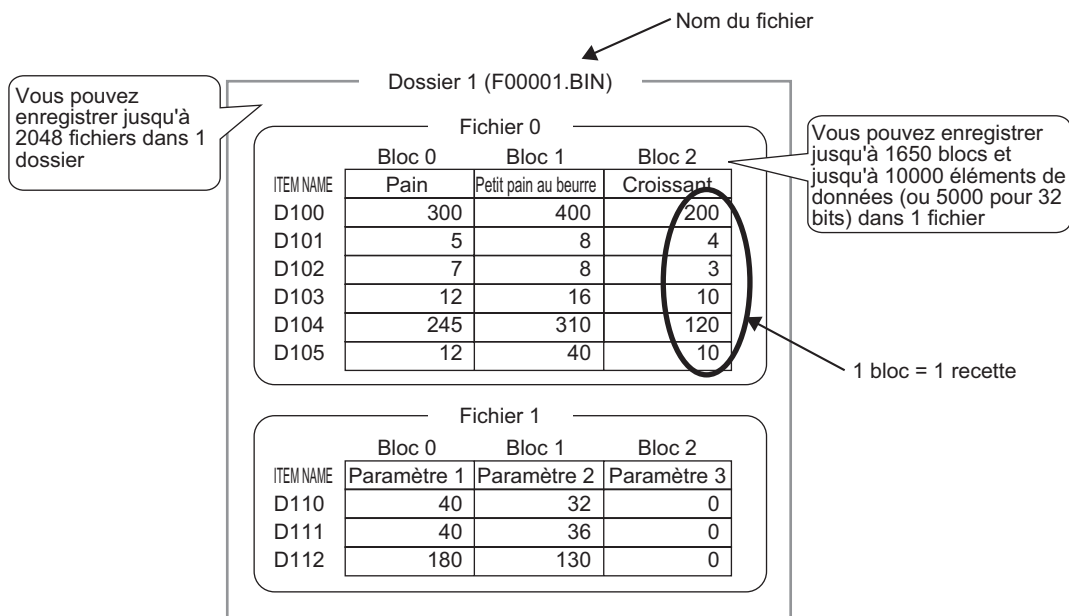 Nom du fichier
Dossier 1 (F00001.BIN)
Vous pouvez
enregistrer jusqu'à
2048 fichiers dans 1
dossier
Fichier 0
Bloc 0 Bloc 1 Bloc 2
ITEM NAME Pain Petit pain au beurre Croissant
D100 300 400 200
D101 5 8 4
D102 7 8 3
D103 12 16 10
D104 245 310 120
D105 12 40 10
Vous pouvez enregistrer
jusqu'à 1650 blocs et
jusqu'à 10000 éléments de
données (ou 5000 pour 32
bits) dans 1 fichier
1 bloc = 1 recette
Fichier 1
Bloc 0 Bloc 1 Bloc 2
ITEM NAME Paramètre 1 Paramètre 2 Paramètre 3
D110 40 32 0
D111 40 36 0
D112 180 130 0